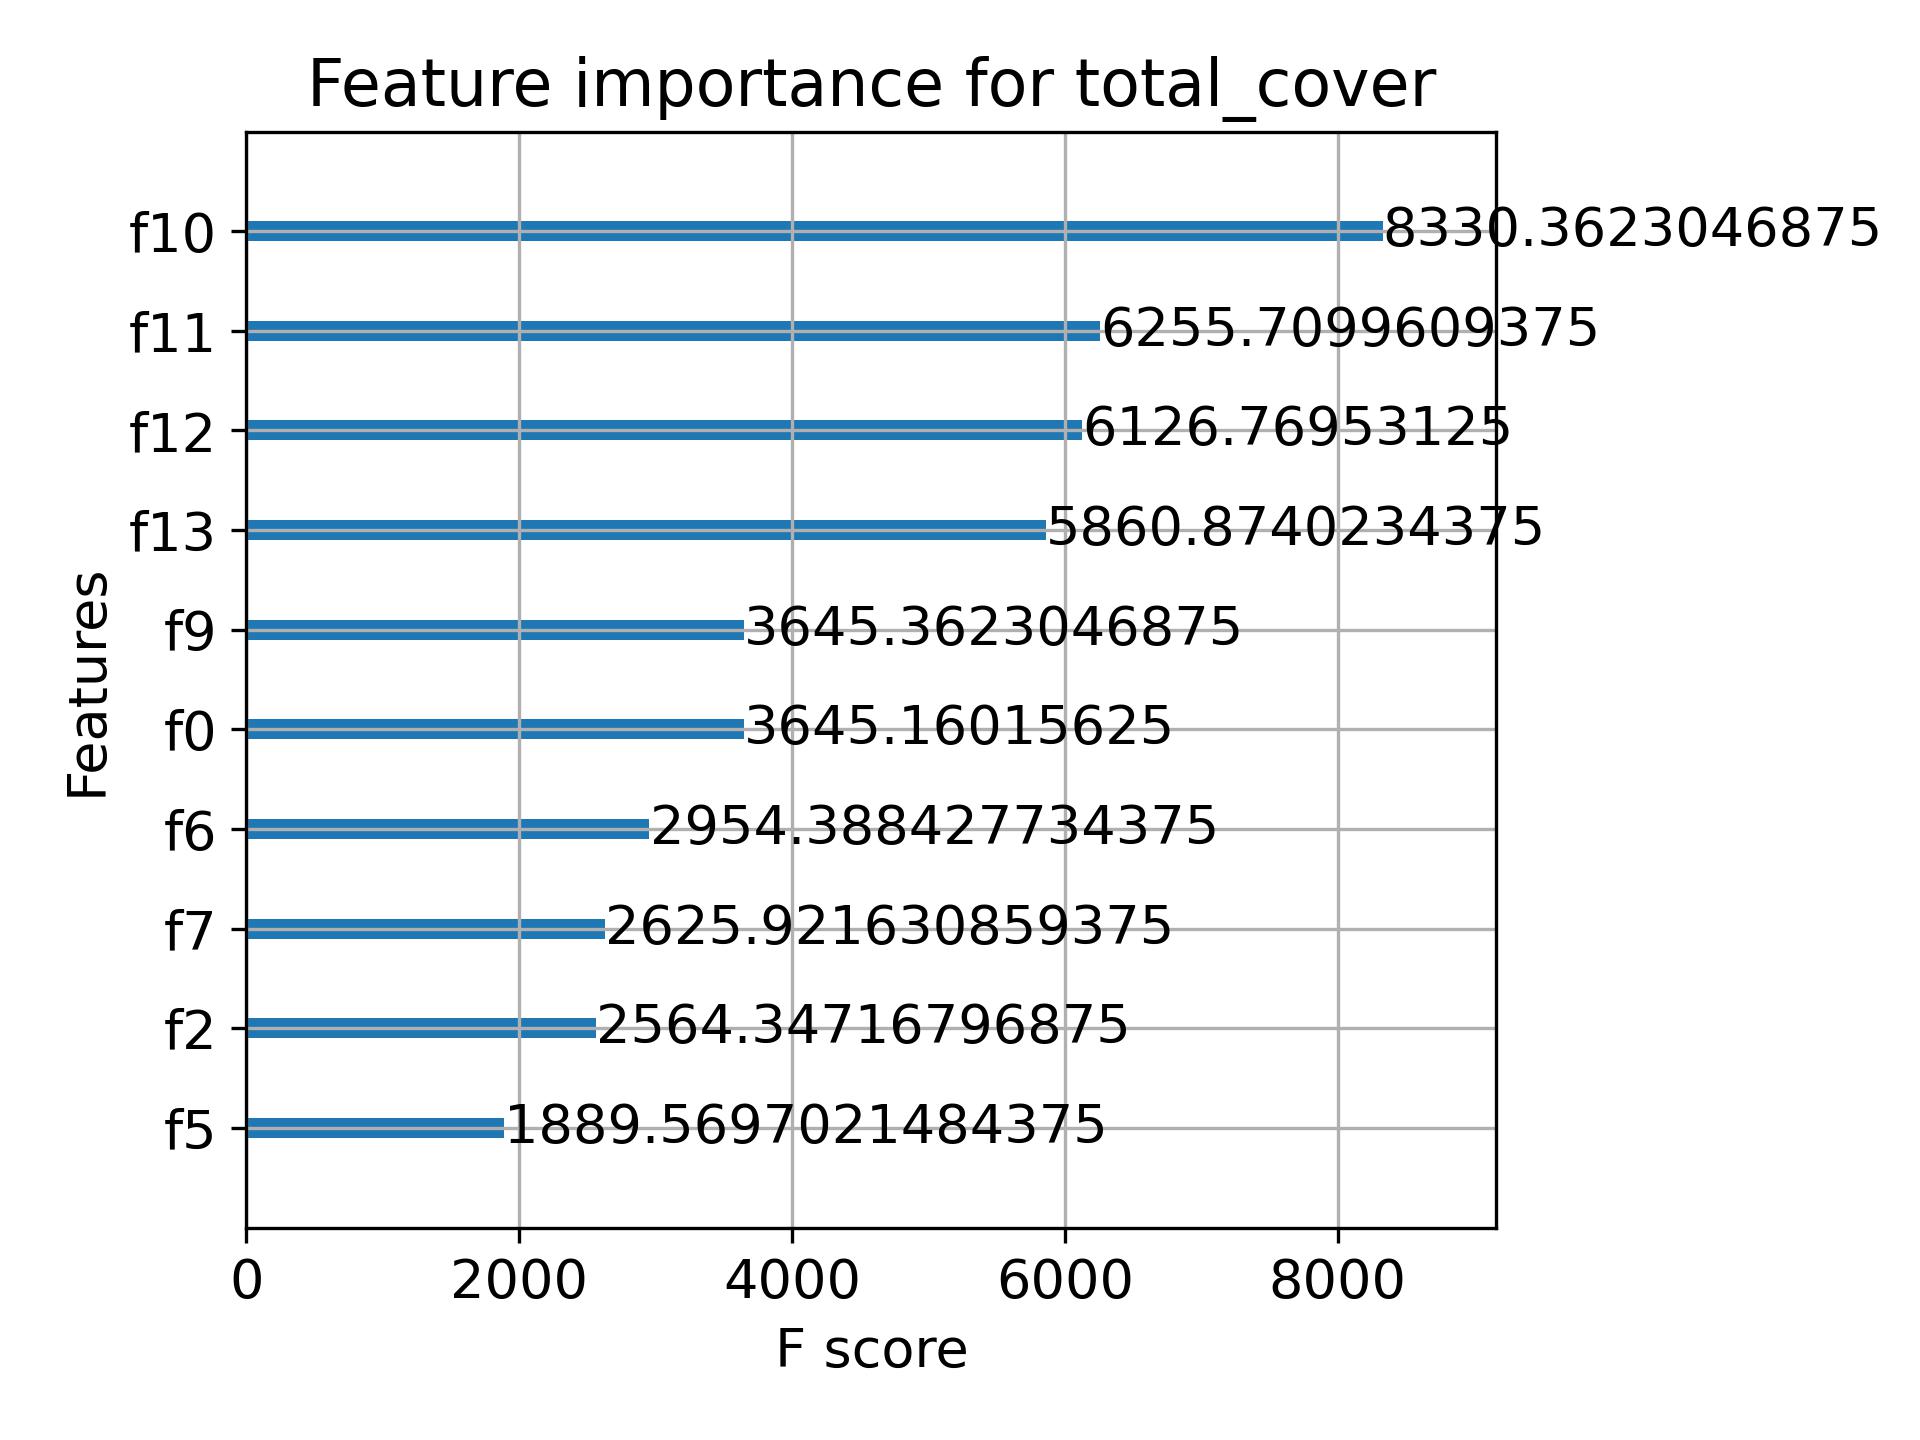 Feature importance for total_cover
f10 8330.3623046875
f11 6255.7099609375
f12 6126.76953125
f13 5860.8740234375
f9 3645.3623046875
f0 3645.16015625
f6 2954.388427734375
f7 2625.921630859375
f2 2564.34716796875
f5 1889.5697021484375
Features
0 2000 4000 6000 8000
F score